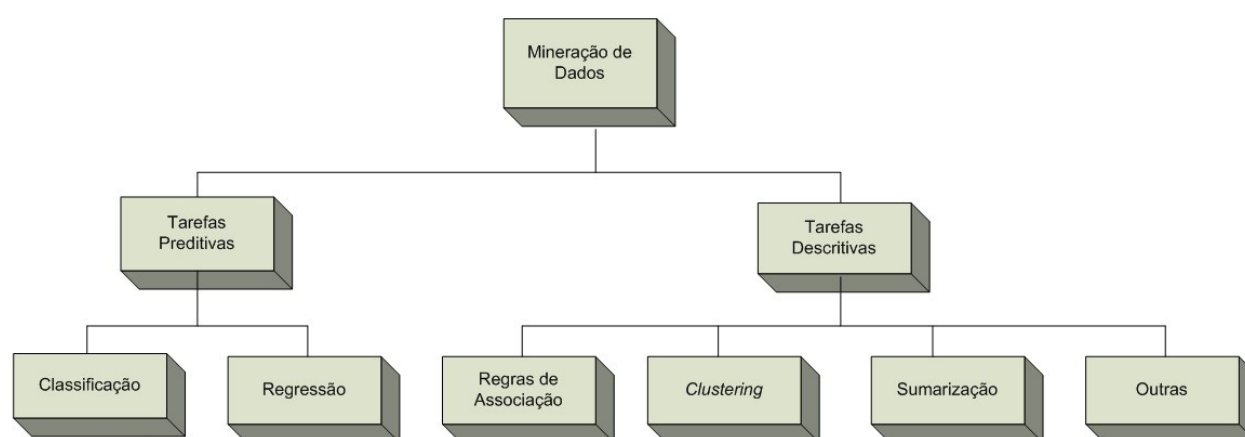 Mineração de
Dados
Tarefas
Preditivas
Tarefas
Descritivas
Classificação
Regressão
Regras de
Associação
Clustering
Sumarização
Outras